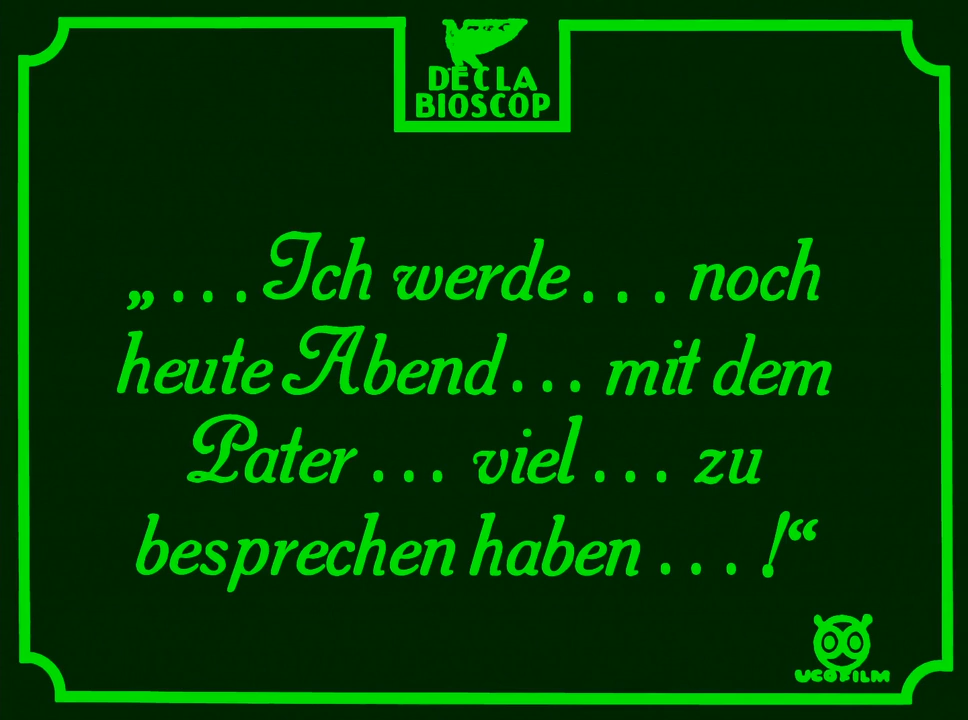 DECLA
BIOSCOP
„...Ich werde... noch
heute Abend... mit dem
Pater... viel... zu
besprechen haben ...!“
UCOFILM